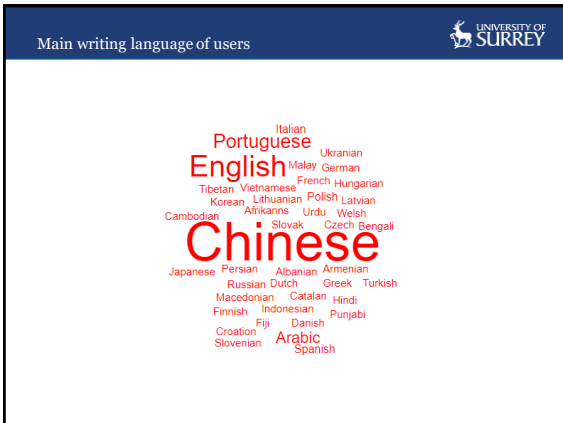 Main writing language of users
UNIVERSITY OF
SURREY
Italian
Portuguese
Ukranian
English Malay German
French Hungarian
Tibetan Vietnamese
Korean Lithuanian Polish Latvian
Cambodian Afrikanns Urdu Welsh
Slovak Czech Bengali
Chinese
Japanese Persian Albanian Armenian
Russian Dutch Greek Turkish
Macedonian Catalan Hindi
Finnish Indonesian Punjabi
Fiji Danish
Croation Arabic
Slovenian Spanish